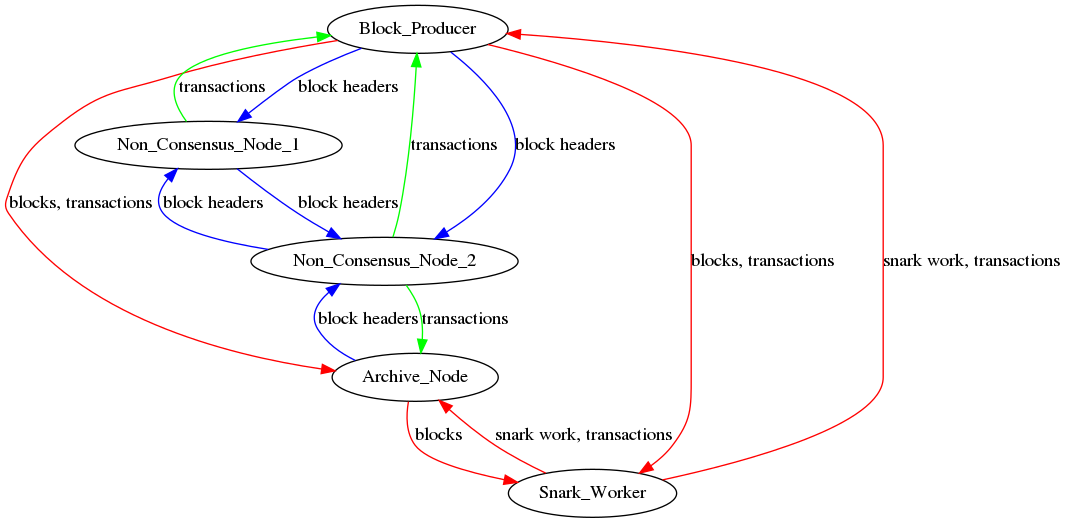 Block_Producer
transactions
block headers
Non_Consensus_Node_1
transactions
block headers
blocks, transactions
block headers
block headers
Non_Consensus_Node_2
blocks, transactions
snark work, transactions
block headers
transactions
Archive_Node
blocks
snark work, transactions
Snark_Worker